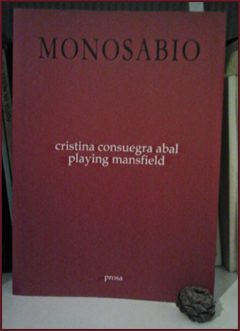 MONOSABIO
cristina consuegra abal
playing mansfield
prosa